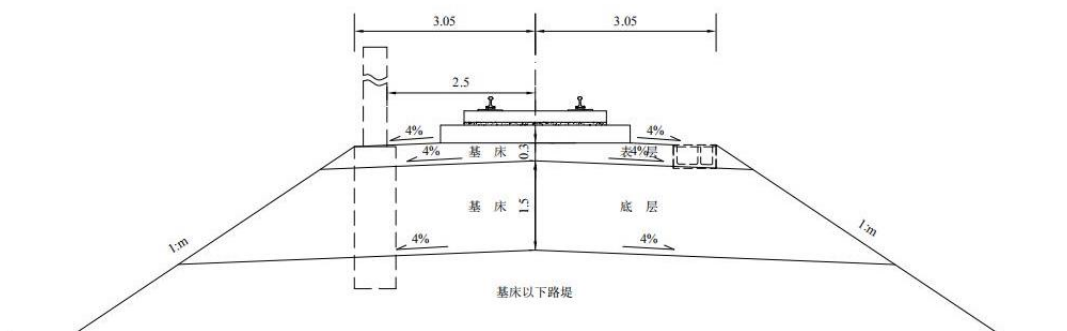 3.05 3.05
2.5
4% 4%
4% 基 床 0.3 表 层 4%
基 床 1.5 底 层
1:m 1:m
4% 4%
基床以下路堤